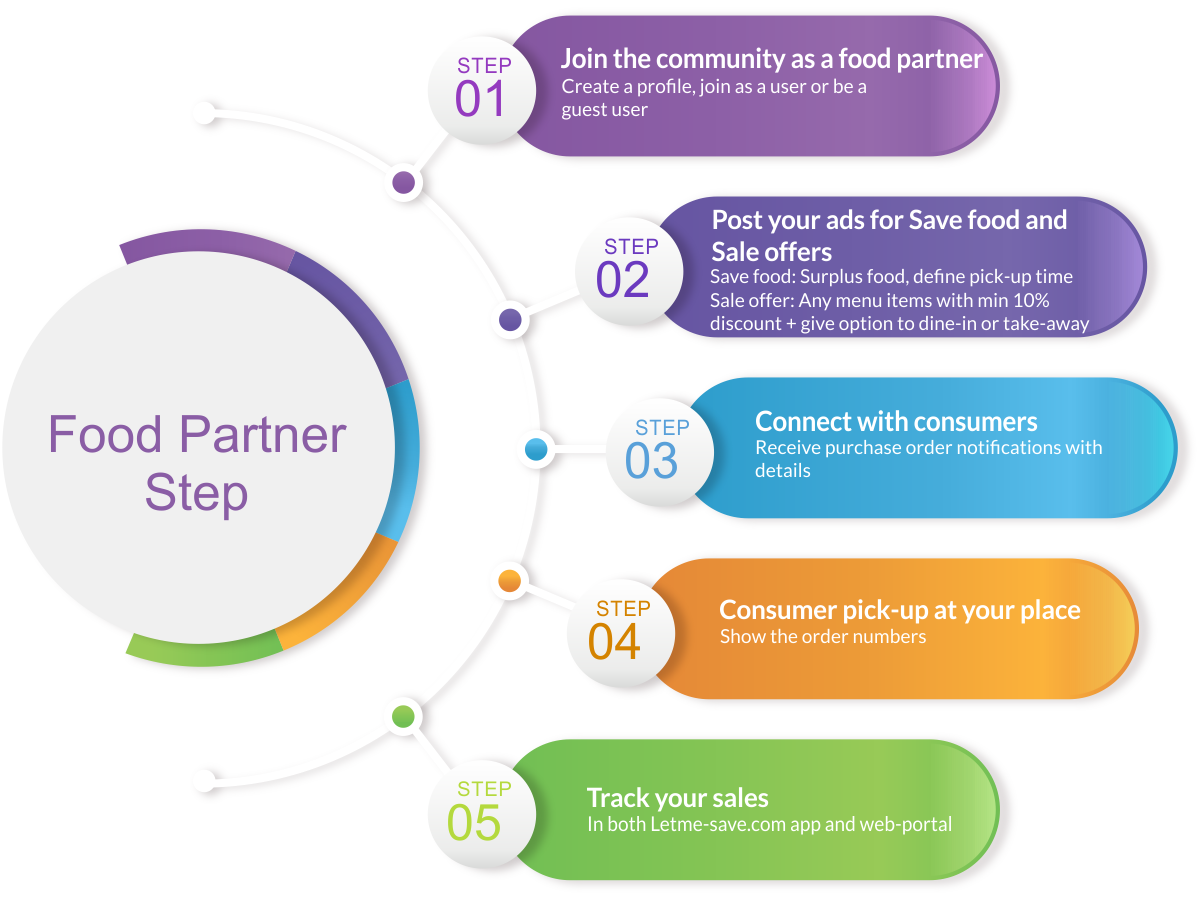 STEP
01
Join the community as a food partner
Create a profile, join as a user or be a
guest user
STEP
02
Post your ads for Save food and
Sale offers
Save food: Surplus food, define pick-up time
Sale offer: Any menu items with min 10%
discount + give option to dine-in or take-away
Food Partner
Step
STEP
03
Connect with consumers
Receive purchase order notifications with
details
STEP
04
Consumer pick-up at your place
Show the order numbers
STEP
05
Track your sales
In both Letme-save.com app and web-portal